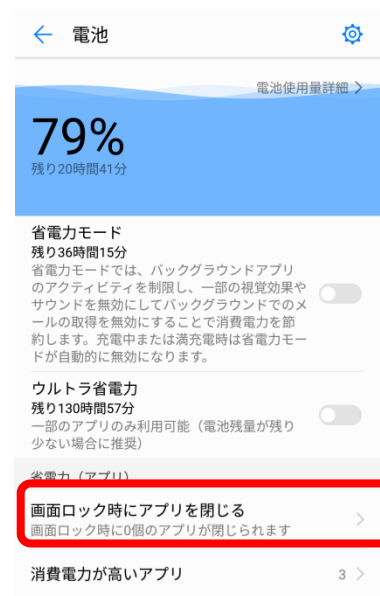 電池
電池使用量詳細
79%
残り20時間41分
省電力モード
残り36時間15分
省電力モードでは、バックグラウンドアプリ
のアクティビティを制限し、一部の視覚効果や
サウンドを無効にしてバックグラウンドでのメ
ールの取得を無効にすることで消費電力を節
約します。充電中または満充電時は省電力モー
ドが自動的に無効になります。
ウルトラ省電力
残り130時間57分
一部のアプリのみ利用可能（電池残量が残り
少ない場合に推奨）
省電力（アプリ）
画面ロック時にアプリを閉じる
画面ロック時に0個のアプリが閉じられます
消費電力が高いアプリ 3